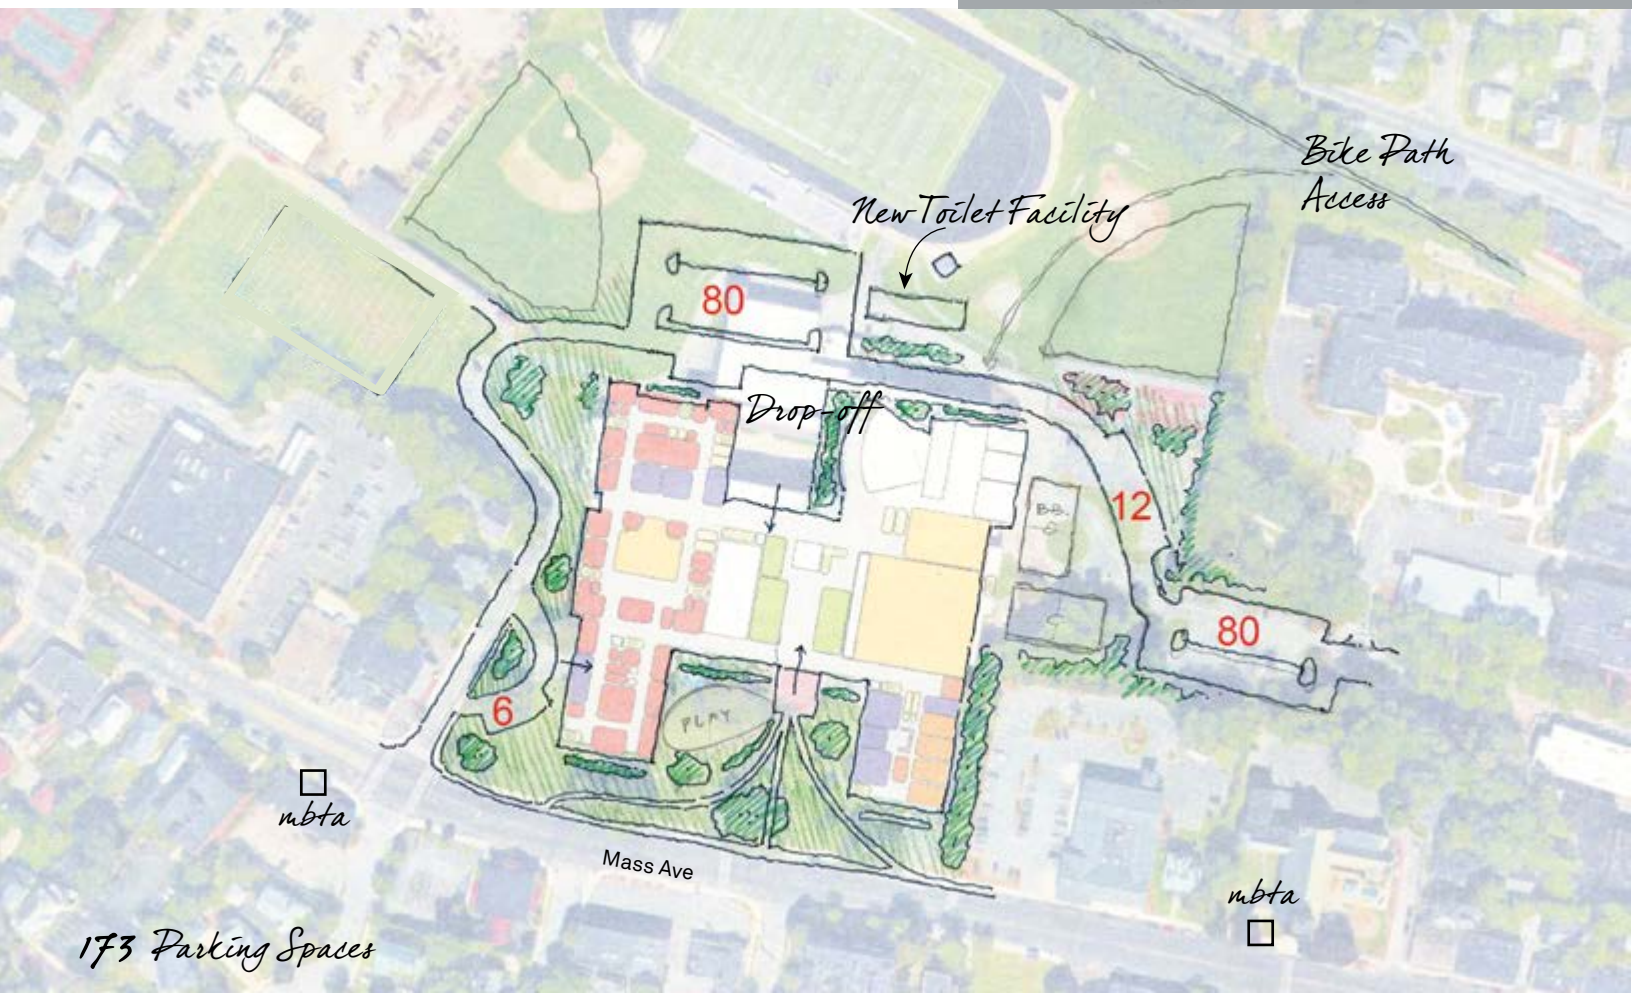 Bike Path
Access
New Toilet Facility
80
Drop-off
12
B.B.
80
6
PLAY
mbta
Mass Ave
mbta
173 Parking Spaces